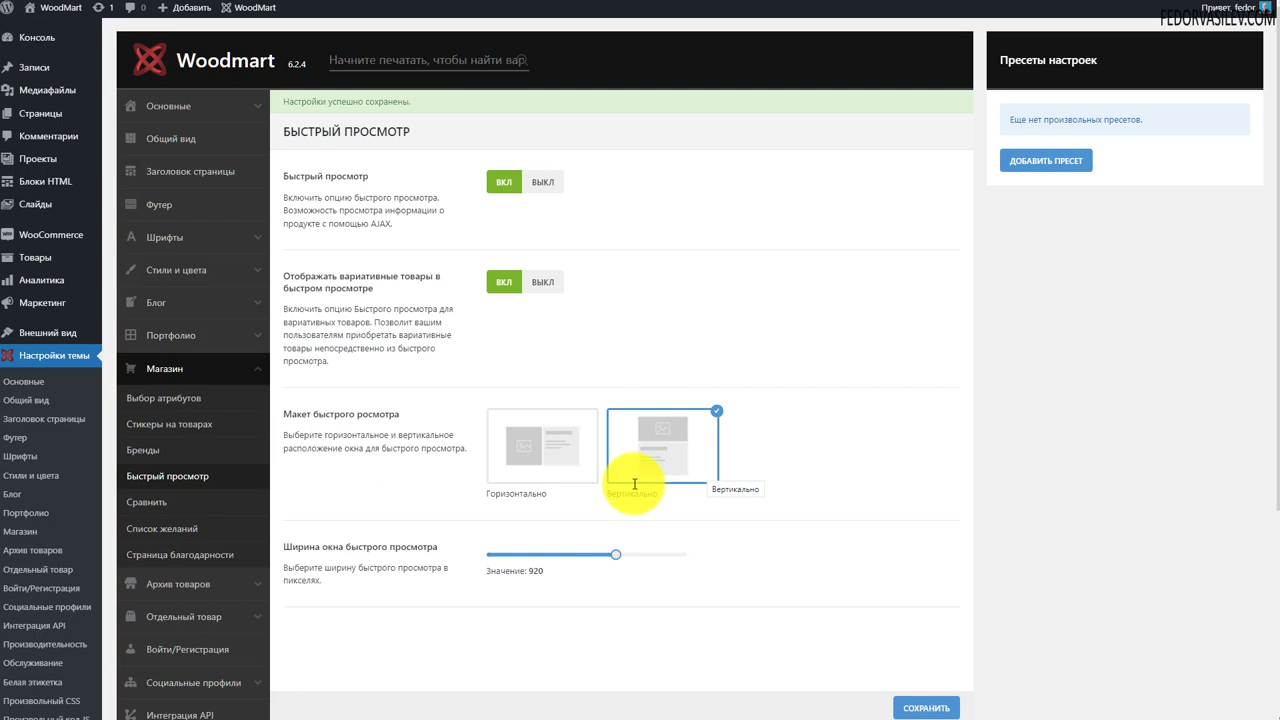 WoodMart
1
0
Добавить
WoodMart
Привет, fedor
FEDORVASILEV.COM
Консоль
Записи
Медиафайлы
Страницы
Комментарии
Проекты
Блоки HTML
Слайды
WooCommerce
Товары
Аналитика
Маркетинг
Внешний вид
Настройки темы
Основные
Общий вид
Заголовок страницы
Футер
Шрифты
Стили и цвета
Блог
Портфолио
Магазин
Архив товаров
Отдельный товар
Войти/Регистрация
Социальные профили
Интеграция API
Производительность
Обслуживание
Белая этикетка
Произвольный CSS
Произвольный код JS
Woodmart
6.2.4
Начните печатать, чтобы найти вар
Основные
Общий вид
Заголовок страницы
Футер
Шрифты
Стили и цвета
Блог
Портфолио
Магазин
Выбор атрибутов
Стикеры на товарах
Бренды
Быстрый просмотр
Сравнить
Список желаний
Страница благодарности
Архив товаров
Отдельный товар
Войти/Регистрация
Социальные профили
Интеграция API
Настройки успешно сохранены.
БЫСТРЫЙ ПРОСМОТР
Быстрый просмотр
ВКЛ
ВЫКЛ
Включить опцию быстрого просмотра.
Возможность просмотра информации о
продукте с помощью AJAX.
Отображать вариативные товары в
быстром просмотре
ВКЛ
ВЫКЛ
Включить опцию Быстрого просмотра для
вариативных товаров. Позволит вашим
пользователям приобретать вариативные
товары непосредственно из быстрого
просмотра.
Макет быстрого росмотра
Выберите горизонтальное и вертикальное
расположение окна для быстрого просмотра.
Горизонтально
Вертикально
Вертикально
Ширина окна быстрого просмотра
Выберите ширину быстрого просмотра в
пикселях.
Значение: 920
СОХРАНИТЬ
Пресеты настроек
Еще нет произвольных пресетов.
ДОБАВИТЬ ПРЕСЕТ